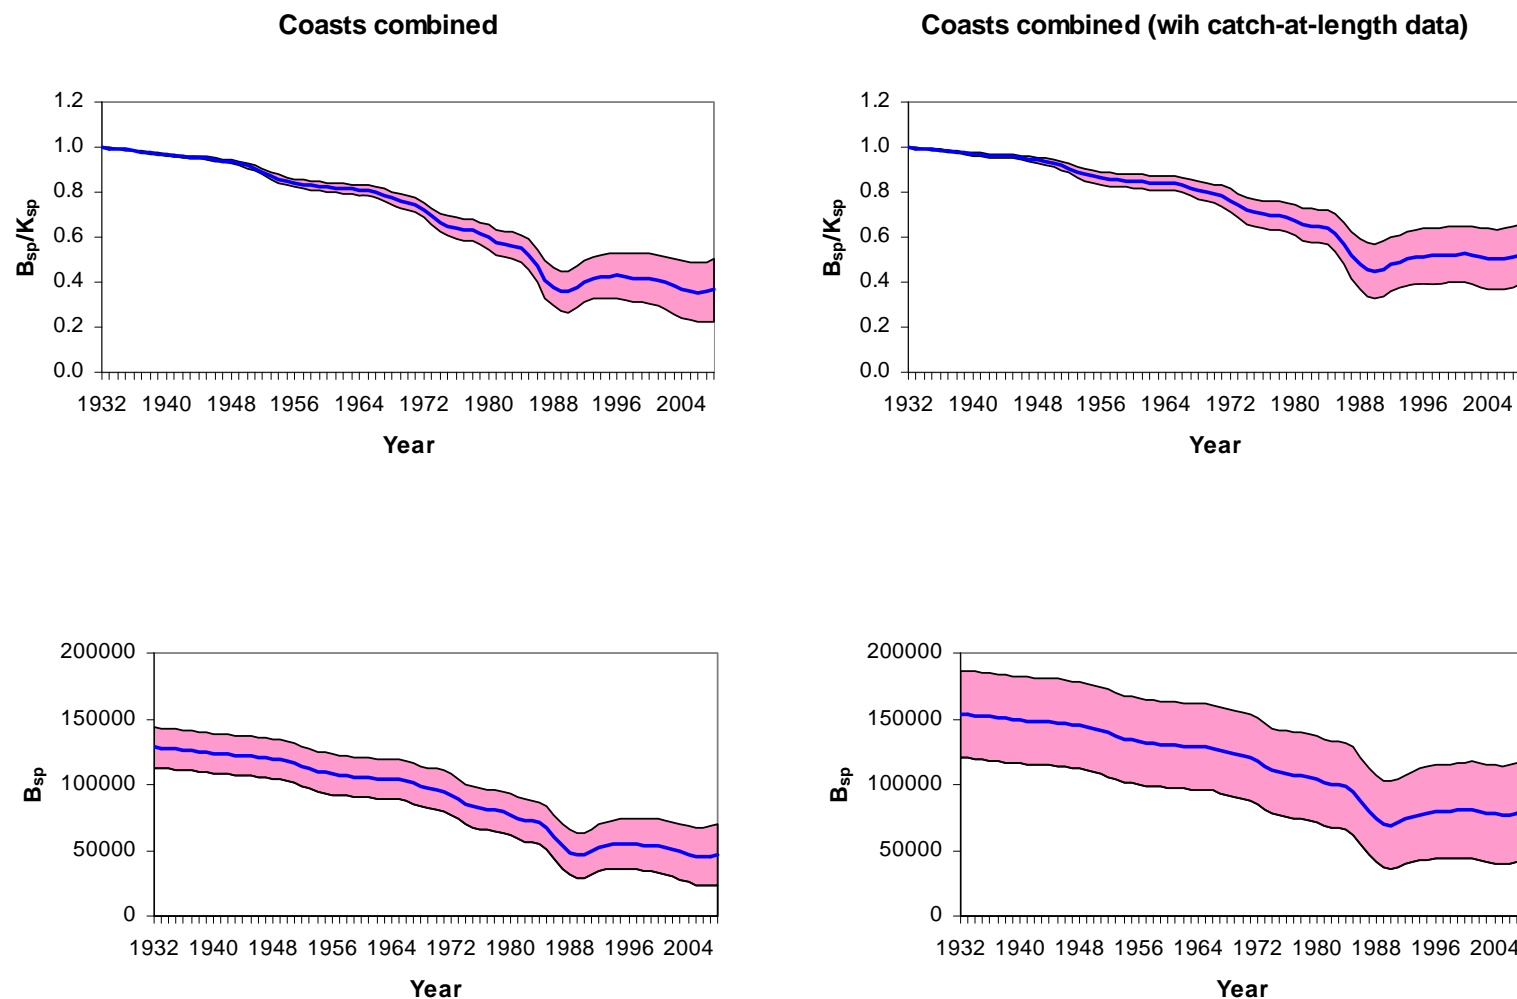 Coasts combined
1.2
1.0
0.8
0.6
0.4
0.2
0.0
Bsp/Ksp
1932 1940 1948 1956 1964 1972 1980 1988 1996 2004
Year
Coasts combined (wih catch-at-length data)
1.2
1.0
0.8
0.6
0.4
0.2
0.0
Bsp/Ksp
1932 1940 1948 1956 1964 1972 1980 1988 1996 2004
Year
200000
150000
100000
50000
0
Bsp
1932 1940 1948 1956 1964 1972 1980 1988 1996 2004
Year
200000
150000
100000
50000
0
Bsp
1932 1940 1948 1956 1964 1972 1980 1988 1996 2004
Year